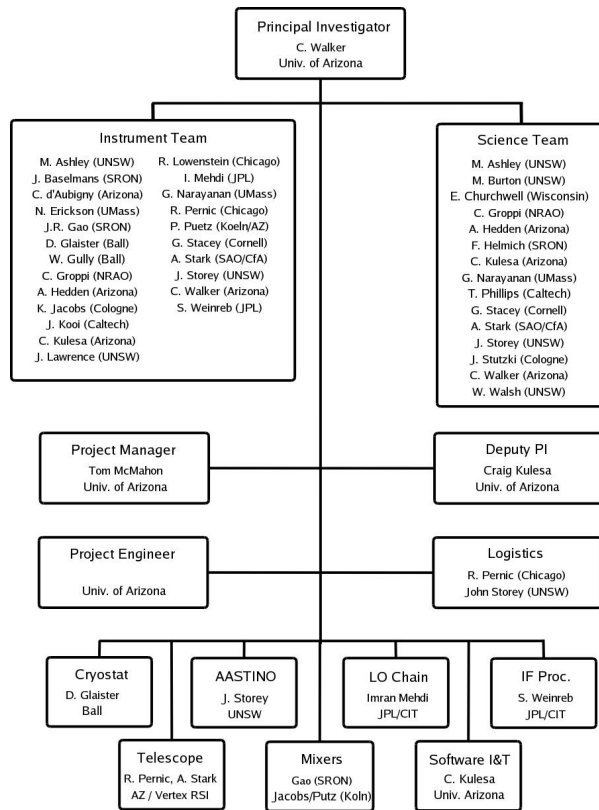 Principal Investigator
C. Walker
Univ. of Arizona
Instrument Team
M. Ashley (UNSW)
J. Baselmans (SRON)
C. d'Aubigny (Arizona)
N. Erickson (UMass)
J.R. Gao (SRON)
D. Glaister (Ball)
W. Gully (Ball)
C. Groppi (NRAO)
A. Hedden (Arizona)
K. Jacobs (Cologne)
J. Kooi (Caltech)
C. Kulesa (Arizona)
J. Lawrence (UNSW)
R. Lowenstein (Chicago)
I. Mehdi (JPL)
G. Narayanan (UMass)
R. Pernic (Chicago)
P. Puetz (Koeln/AZ)
G. Stacey (Cornell)
A. Stark (SAO/CfA)
J. Storey (UNSW)
C. Walker (Arizona)
S. Weinreb (JPL)
Science Team
M. Ashley (UNSW)
M. Burton (UNSW)
E. Churchwell (Wisconsin)
C. Groppi (NRAO)
A. Hedden (Arizona)
F. Helmich (SRON)
C. Kulesa (Arizona)
G. Narayanan (UMass)
T. Phillips (Caltech)
G. Stacey (Cornell)
A. Stark (SAO/CfA)
J. Storey (UNSW)
J. Stutzki (Cologne)
C. Walker (Arizona)
W. Walsh (UNSW)
Project Manager
Tom McMahon
Univ. of Arizona
Deputy PI
Craig Kulesa
Univ. of Arizona
Project Engineer
Univ. of Arizona
Logistics
R. Pernic (Chicago)
John Storey (UNSW)
Cryostat
D. Glaister
Ball
AASTINO
J. Storey
UNSW
LO Chain
Imran Mehdi
JPL/CIT
IF Proc.
S. Weinreb
JPL/CIT
Telescope
R. Pernic, A. Stark
AZ / Vertex RSI
Mixers
Gao (SRON)
Jacobs/Putz (Koln)
Software I&T
C. Kulesa
Univ. Arizona